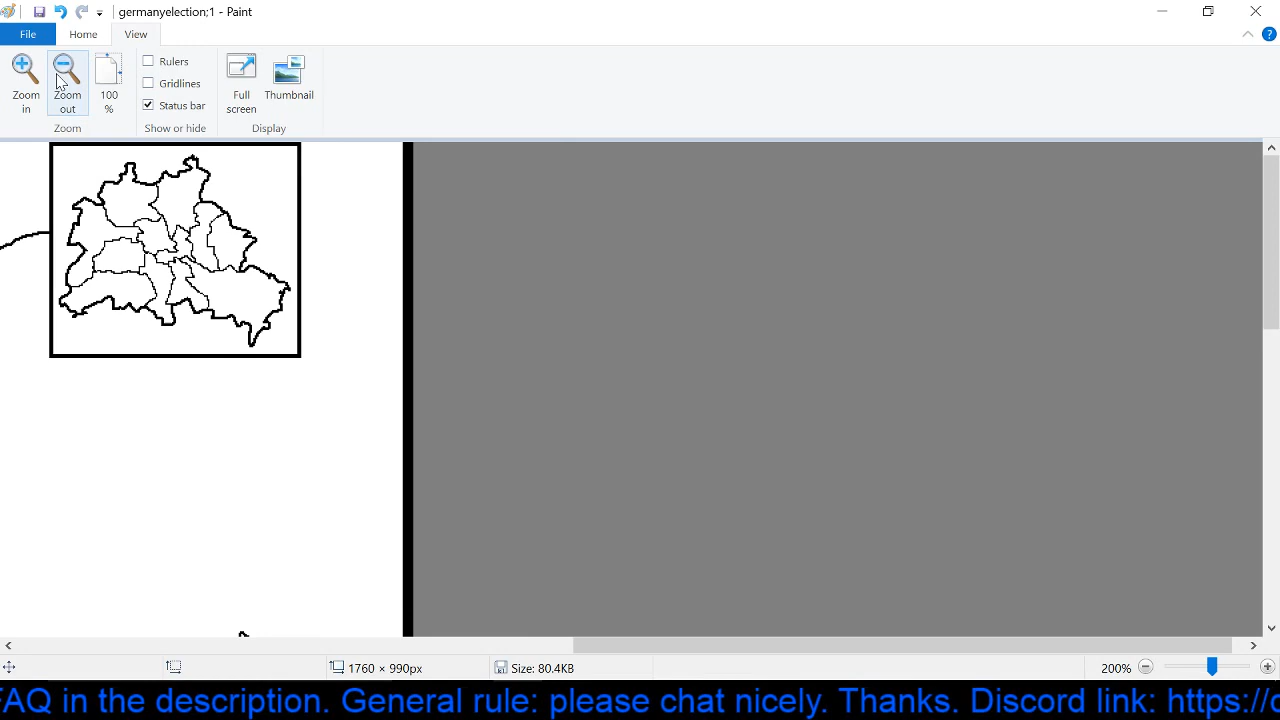 germanyelection;1 - Paint
File Home View
Zoom in
Zoom out
100 %
Rulers
Gridlines
Status bar
Full screen
Thumbnail
Zoom
Show or hide
Display
1760 × 990px
Size: 80.4KB
200%
FAQ in the description. General rule: please chat nicely. Thanks. Discord link: https://